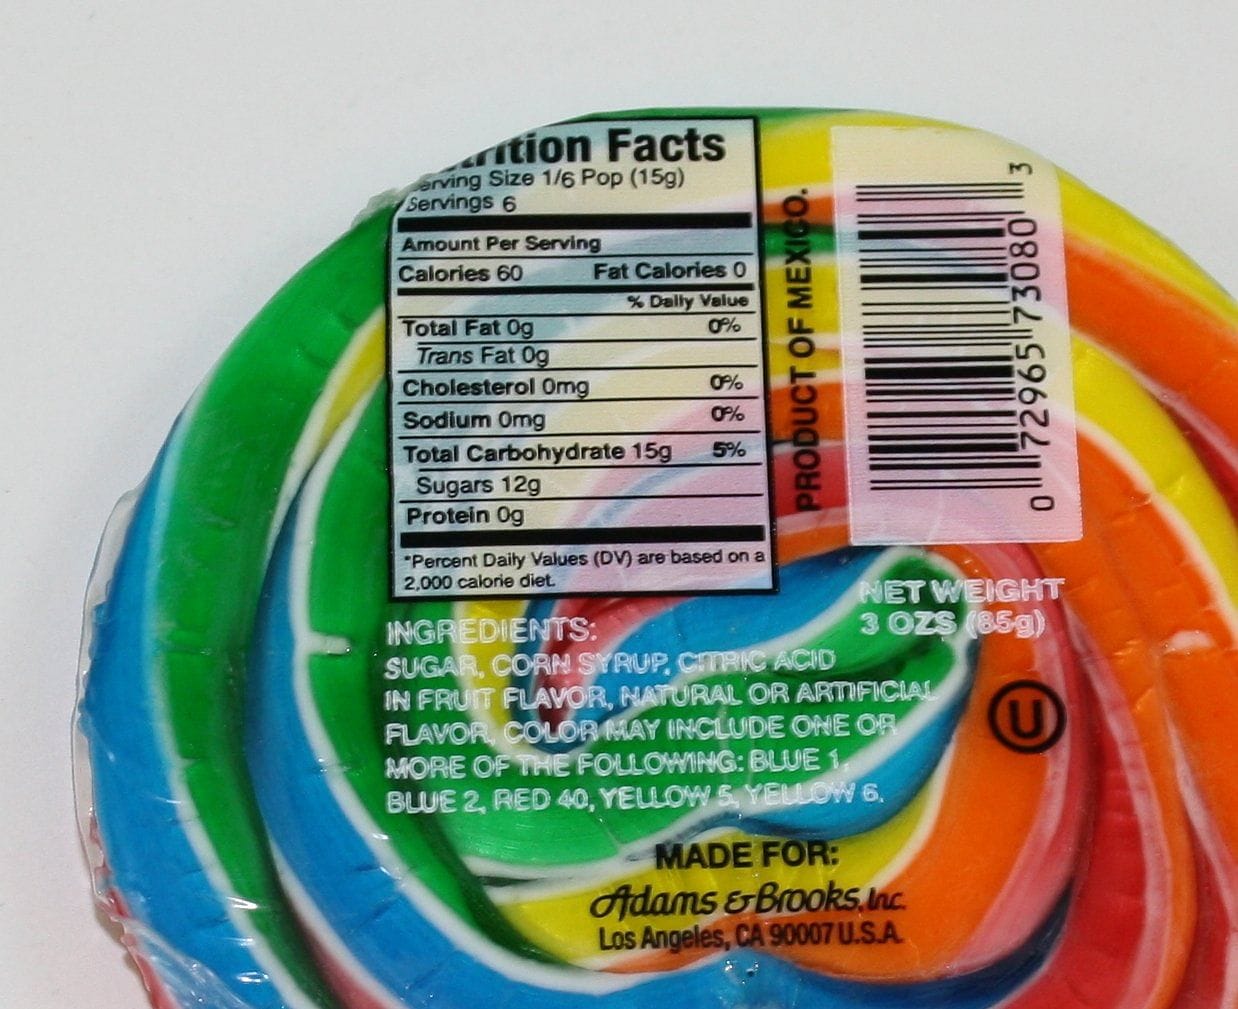 tion Facts
erving Size 1/6 Pop (15g)
Servings 6
Amount Per Serving
Calories 60 Fat Calories 0
% Daily Value
Total Fat 0g 0%
Trans Fat 0g
Cholesterol 0mg 0%
Sodium 0mg 0%
Total Carbohydrate 15g 5%
Sugars 12g
Protein 0g
*Percent Daily Values (DV) are based on a
2,000 calorie diet.
PRODUCT OF MEXICO.
0 72965 73080 3
NET WEIGHT
3 OZS (85g)
INGREDIENTS:
SUGAR, CORN SYRUP, CITRIC ACID
IN FRUIT FLAVOR, NATURAL OR ARTIFICIAL
FLAVOR, COLOR MAY INCLUDE ONE OR
MORE OF THE FOLLOWING: BLUE 1,
BLUE 2, RED 40, YELLOW 5, YELLOW 6.
U
MADE FOR:
Adams & Brooks, Inc.
Los Angeles, CA 90007 U.S.A.